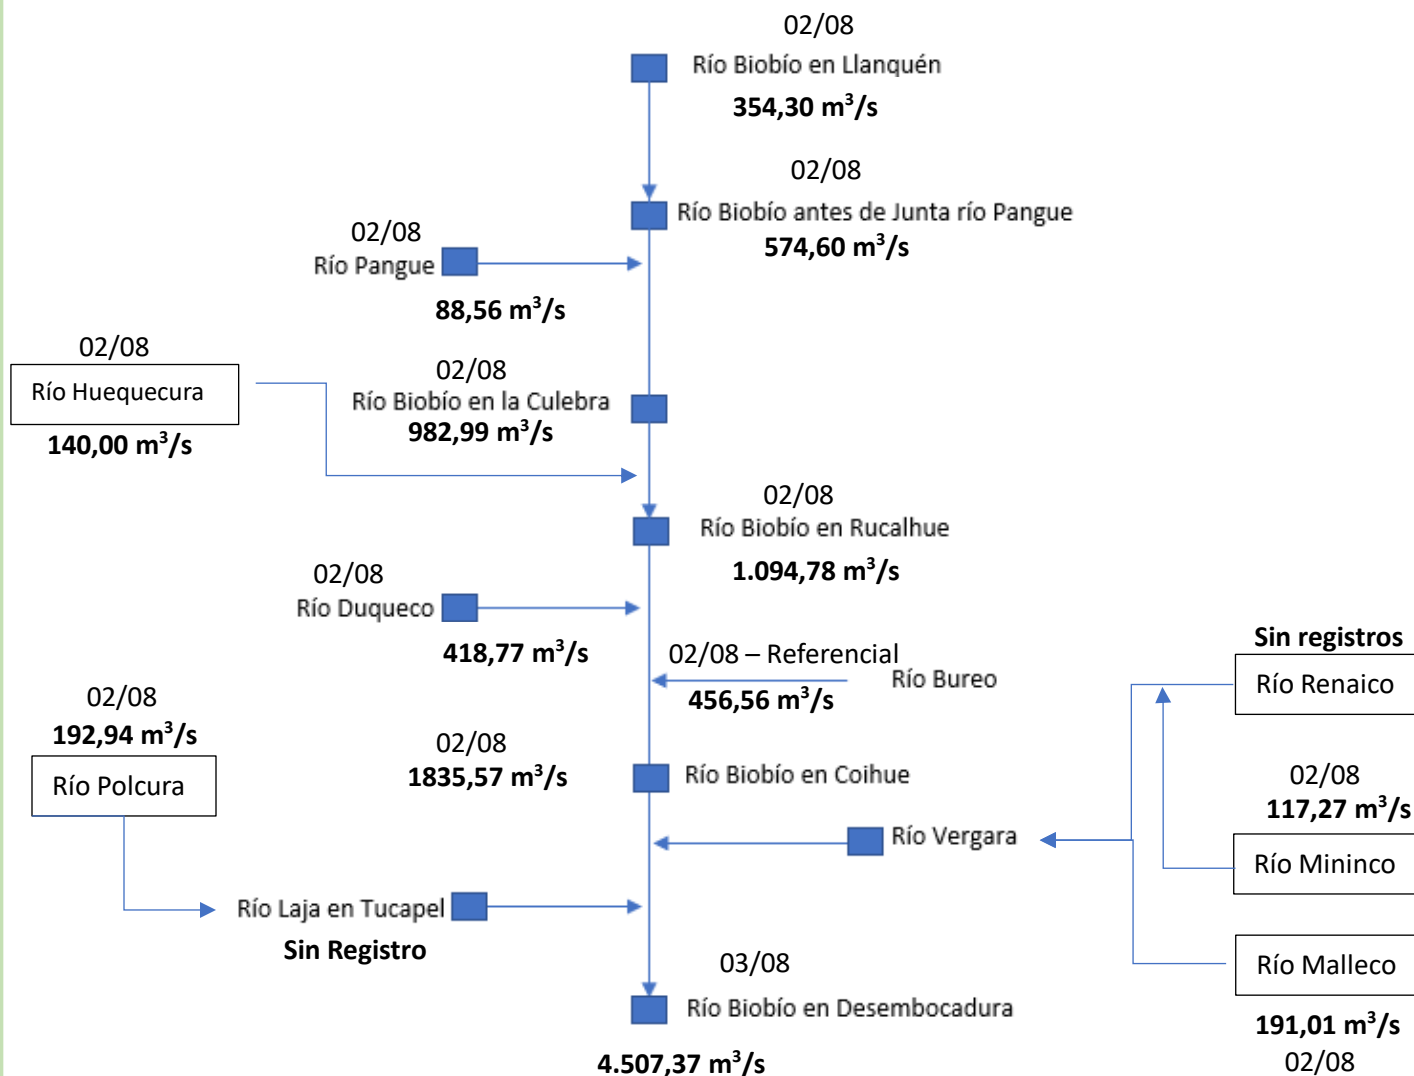 02/08
Río Biobío en Llanquén
354,30 m³/s
02/08
Río Biobío antes de Junta río Pangue
574,60 m³/s
02/08
Río Pangue
88,56 m³/s
02/08
Río Huequecura
140,00 m³/s
02/08
Río Biobío en la Culebra
982,99 m³/s
02/08
Río Biobío en Rucalhue
1.094,78 m³/s
02/08
Río Duqueco
418,77 m³/s
02/08 – Referencial
Río Bureo
456,56 m³/s
Sin registros
Río Renaico
02/08
192,94 m³/s
Río Polcura
02/08
1835,57 m³/s
Río Biobío en Coihue
02/08
117,27 m³/s
Río Mininco
Río Vergara
Río Laja en Tucapel
Sin Registro
Río Malleco
191,01 m³/s
02/08
03/08
Río Biobío en Desembocadura
4.507,37 m³/s